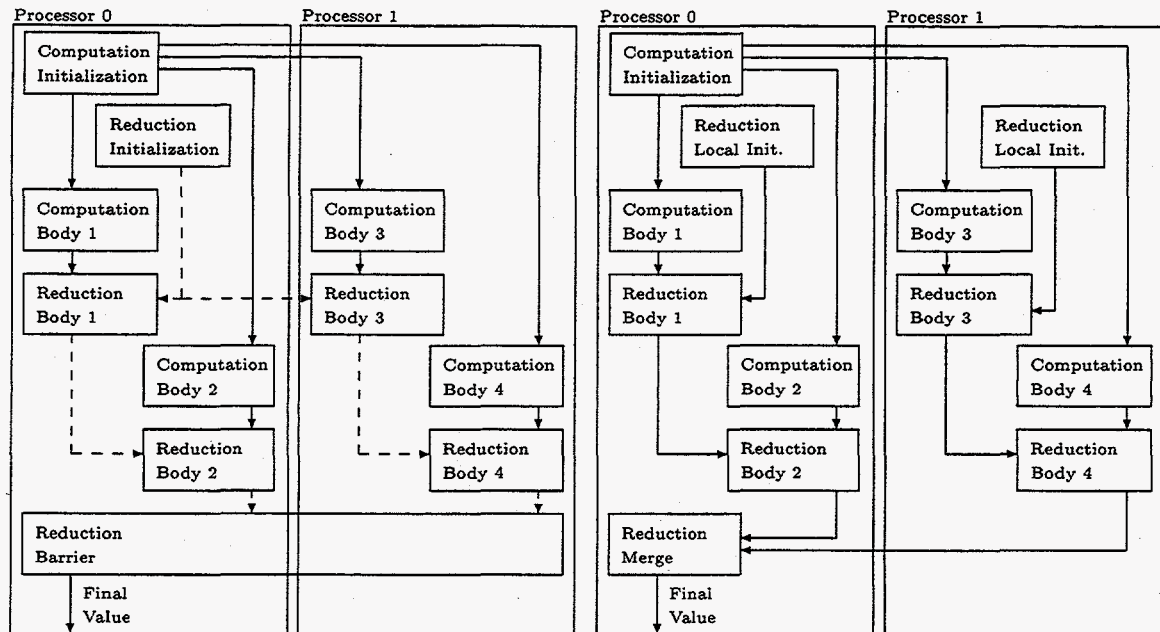 Processor 0
Processor 1
Computation
Initialization
Reduction
Initialization
Computation
Body 1
Computation
Body 3
Reduction
Body 1
Reduction
Body 3
Computation
Body 2
Computation
Body 4
Reduction
Body 2
Reduction
Body 4
Reduction
Barrier
Final
Value
Processor 0
Processor 1
Computation
Initialization
Reduction
Local Init.
Reduction
Local Init.
Computation
Body 1
Computation
Body 3
Reduction
Body 1
Reduction
Body 3
Computation
Body 2
Computation
Body 4
Reduction
Body 2
Reduction
Body 4
Reduction
Merge
Final
Value